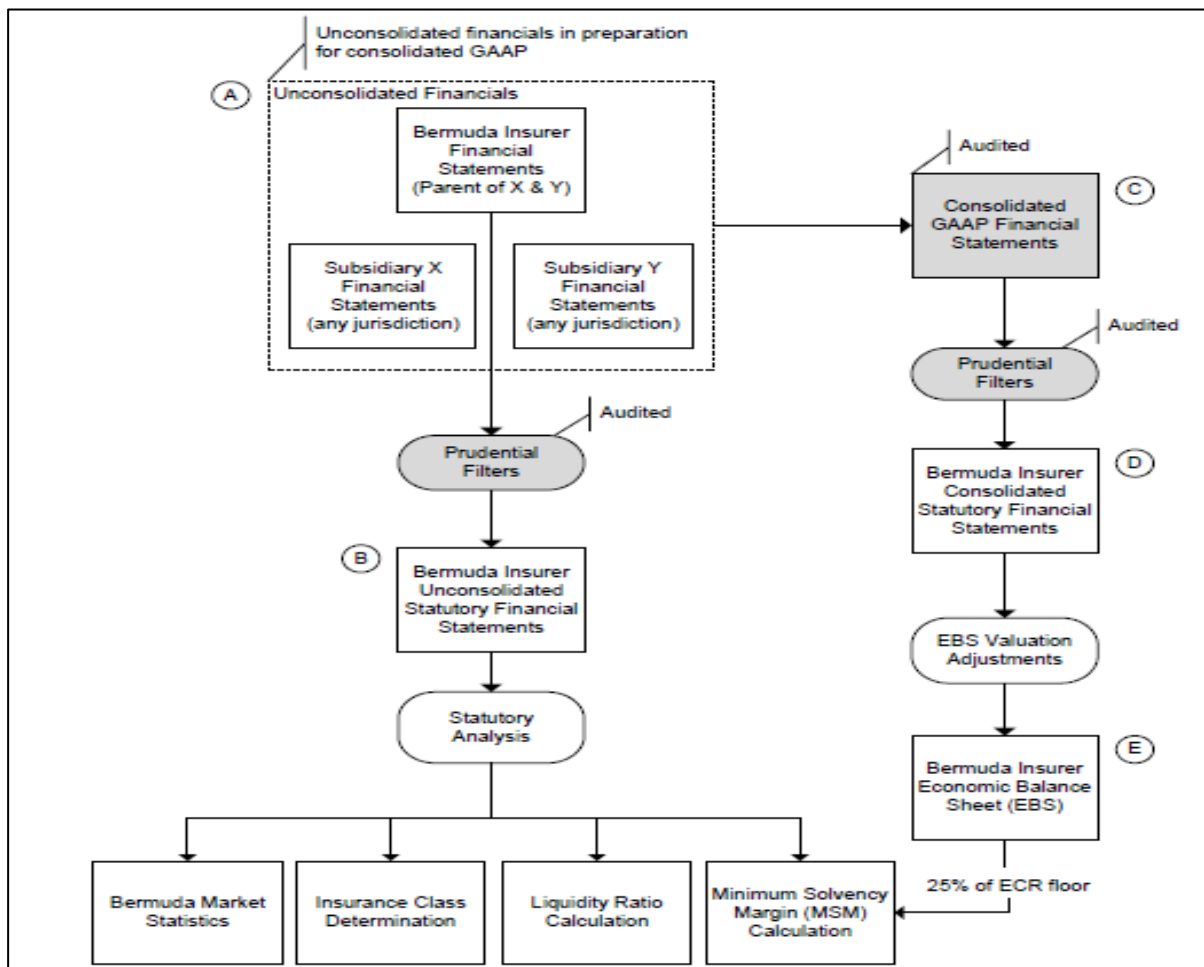 Unconsolidated financials in preparation
for consolidated GAAP
A
Unconsolidated Financials
Bermuda Insurer
Financial
Statements
(Parent of X & Y)
Subsidiary X
Financial
Statements
(any jurisdiction)
Subsidiary Y
Financial
Statements
(any jurisdiction)
Audited
C
Consolidated
GAAP Financial
Statements
Audited
Prudential
Filters
Audited
Prudential
Filters
B
Bermuda Insurer
Unconsolidated
Statutory Financial
Statements
D
Bermuda Insurer
Consolidated
Statutory Financial
Statements
EBS Valuation
Adjustments
Statutory
Analysis
E
Bermuda Insurer
Economic Balance
Sheet (EBS)
25% of ECR floor
Bermuda Market
Statistics
Insurance Class
Determination
Liquidity Ratio
Calculation
Minimum Solvency
Margin (MSM)
Calculation